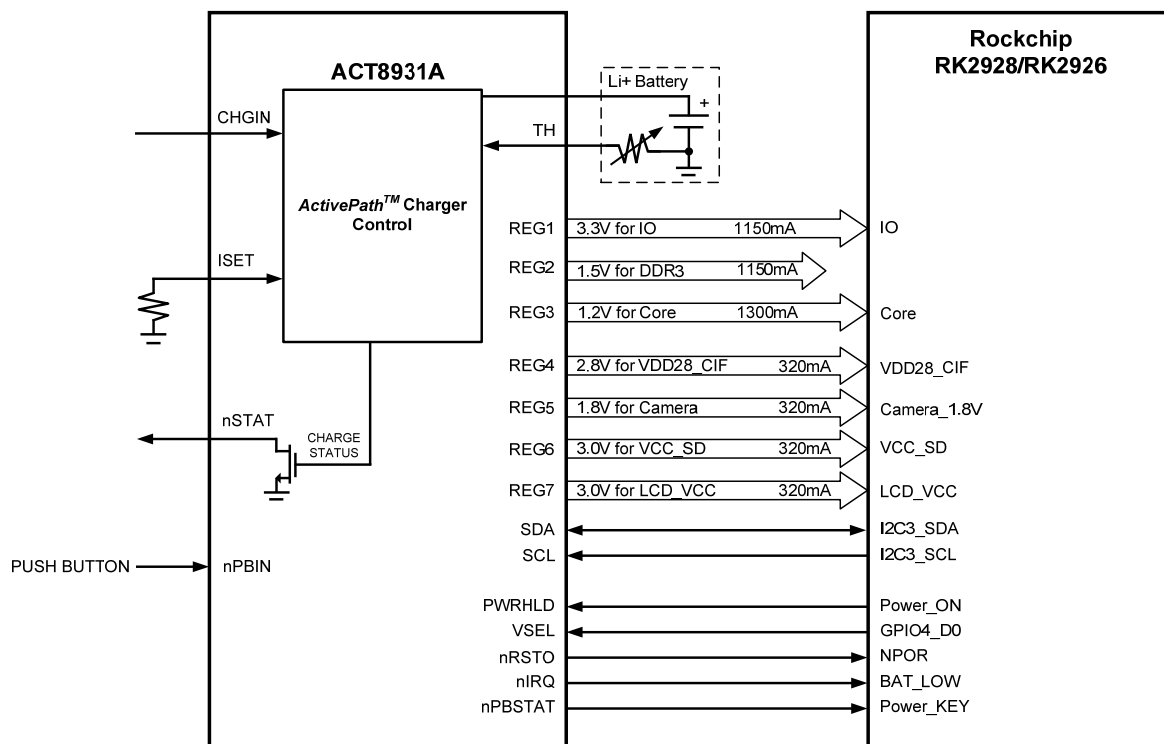 Rockchip
RK2928/RK2926
ACT8931A
Li+ Battery
+
CHGIN
TH
ActivePath™ Charger
Control
REG1 3.3V for IO 1150mA IO
REG2 1.5V for DDR3 1150mA
ISET
REG3 1.2V for Core 1300mA Core
REG4 2.8V for VDD28_CIF 320mA VDD28_CIF
REG5 1.8V for Camera 320mA Camera_1.8V
nSTAT
CHARGE
STATUS
REG6 3.0V for VCC_SD 320mA VCC_SD
REG7 3.0V for LCD_VCC 320mA LCD_VCC
SDA I2C3_SDA
SCL I2C3_SCL
PUSH BUTTON nPBIN
PWRHLD Power_ON
VSEL GPIO4_D0
nRSTO NPOR
nIRQ BAT_LOW
nPBSTAT Power_KEY